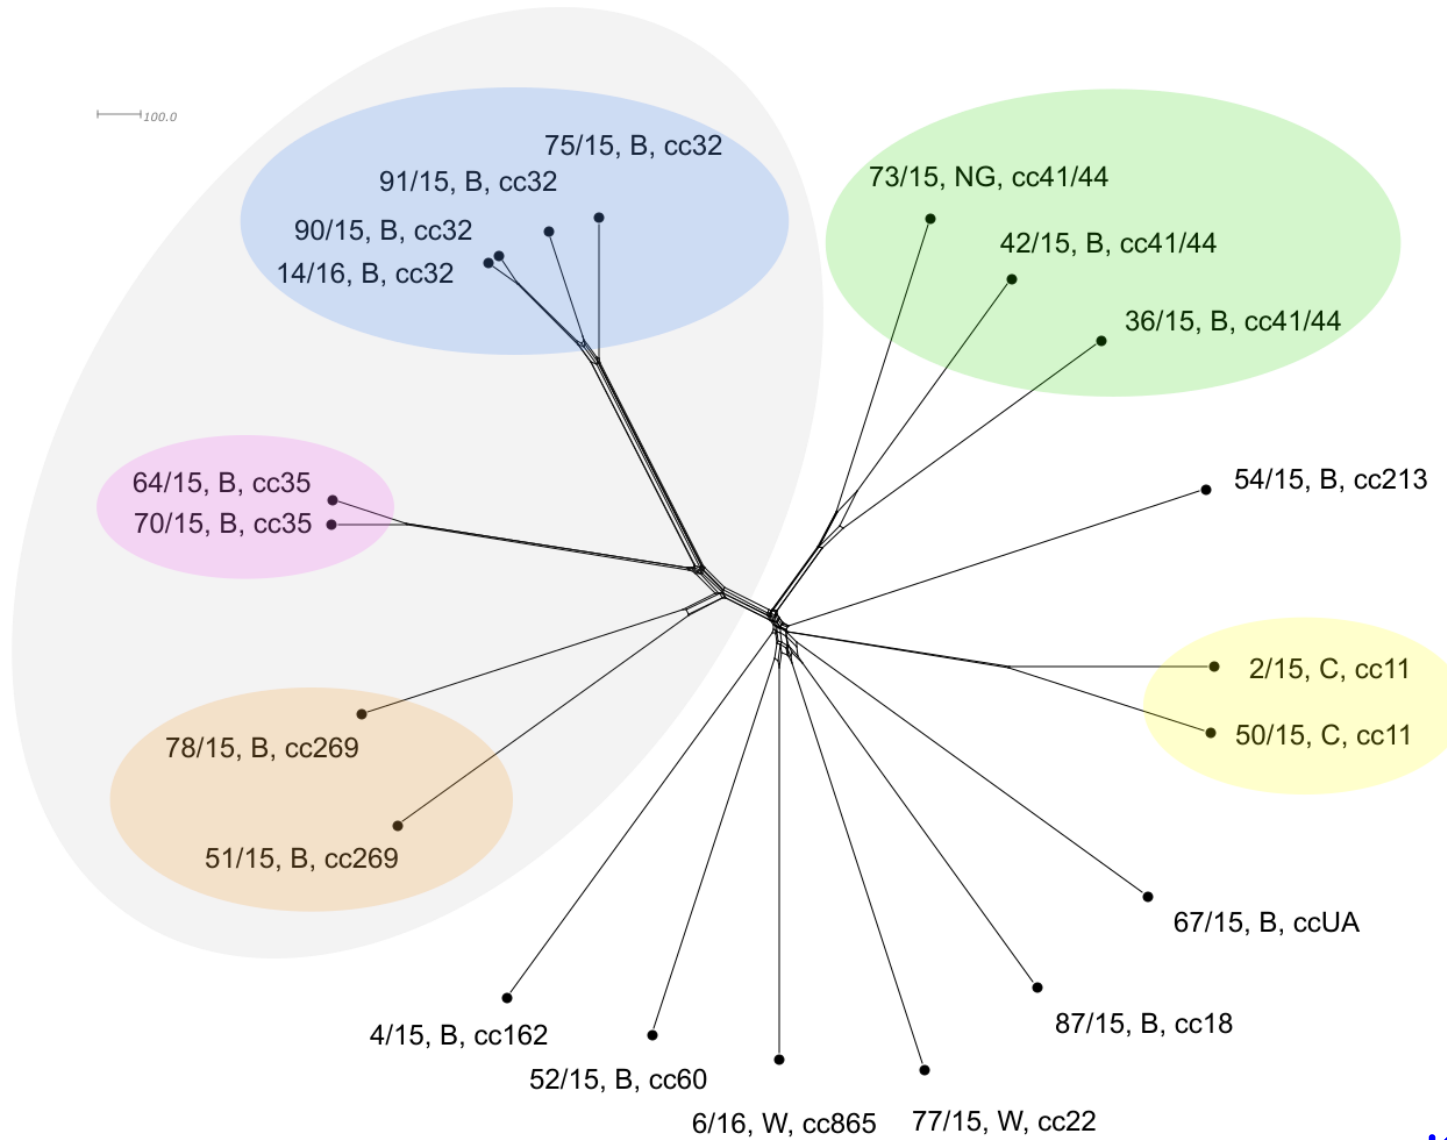 100.0
75/15, B, cc32
91/15, B, cc32
90/15, B, cc32
14/16, B, cc32
73/15, NG, cc41/44
42/15, B, cc41/44
36/15, B, cc41/44
64/15, B, cc35
70/15, B, cc35
54/15, B, cc213
2/15, C, cc11
50/15, C, cc11
78/15, B, cc269
51/15, B, cc269
67/15, B, ccUA
87/15, B, cc18
4/15, B, cc162
52/15, B, cc60
6/16, W, cc865
77/15, W, cc22